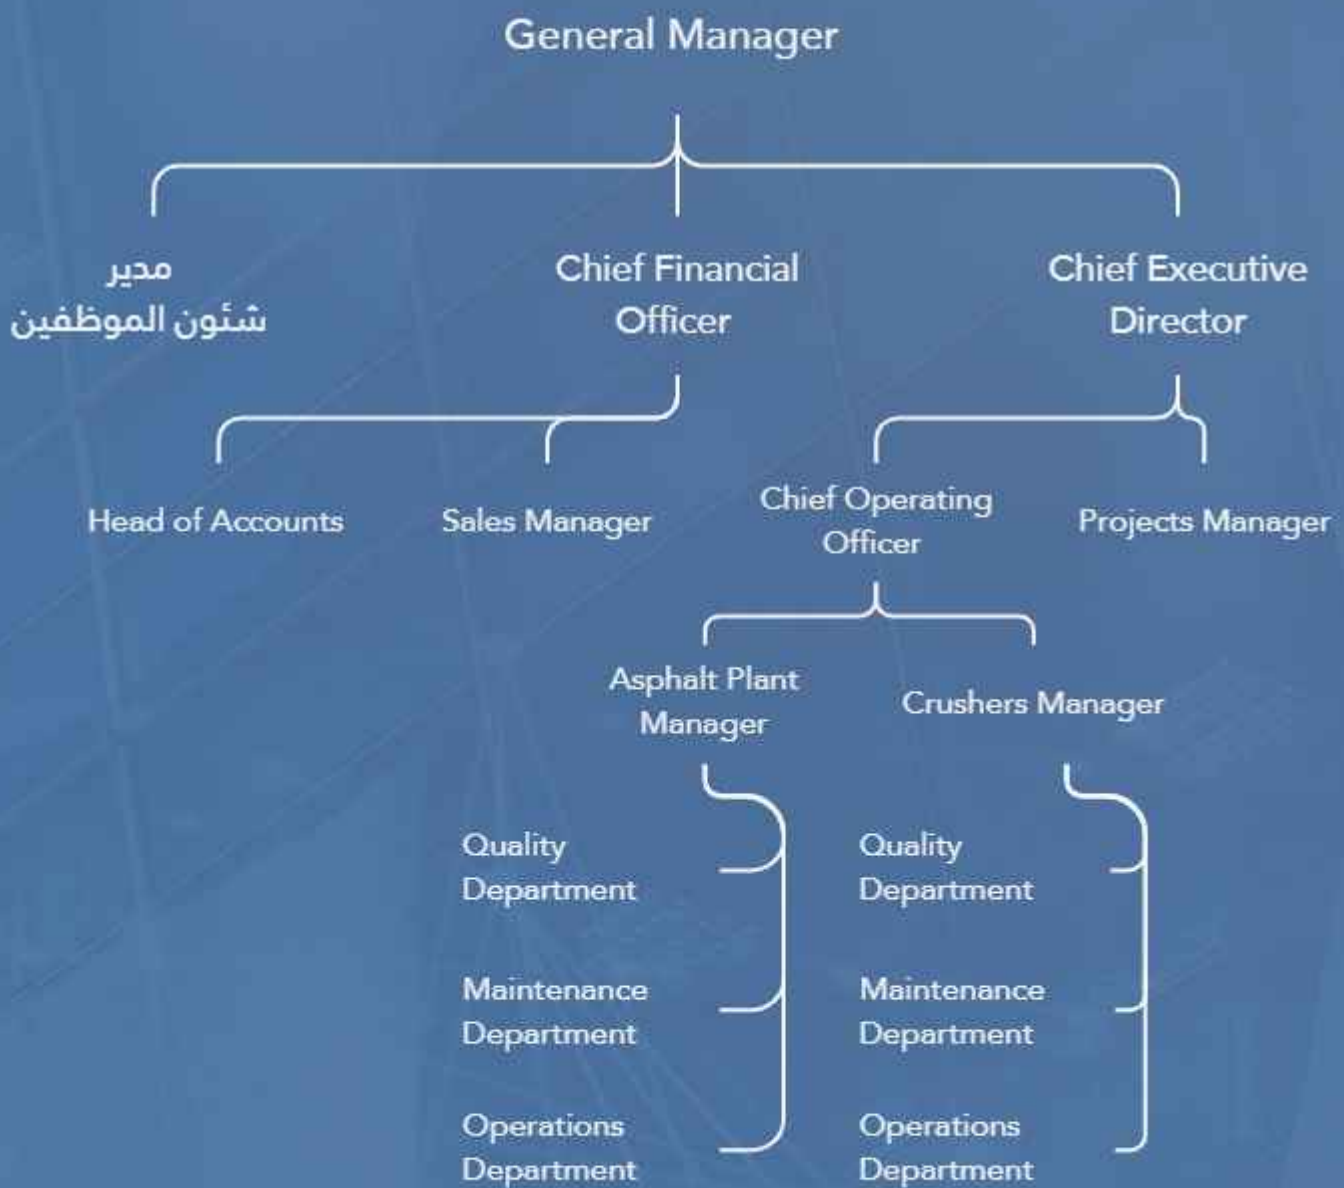 General Manager
مدير
شئون الموظفين
Chief Financial
Officer
Chief Executive
Director
Head of Accounts
Sales Manager
Chief Operating
Officer
Projects Manager
Asphalt Plant
Manager
Crushers Manager
Quality
Department
Quality
Department
Maintenance
Department
Maintenance
Department
Operations
Department
Operations
Department